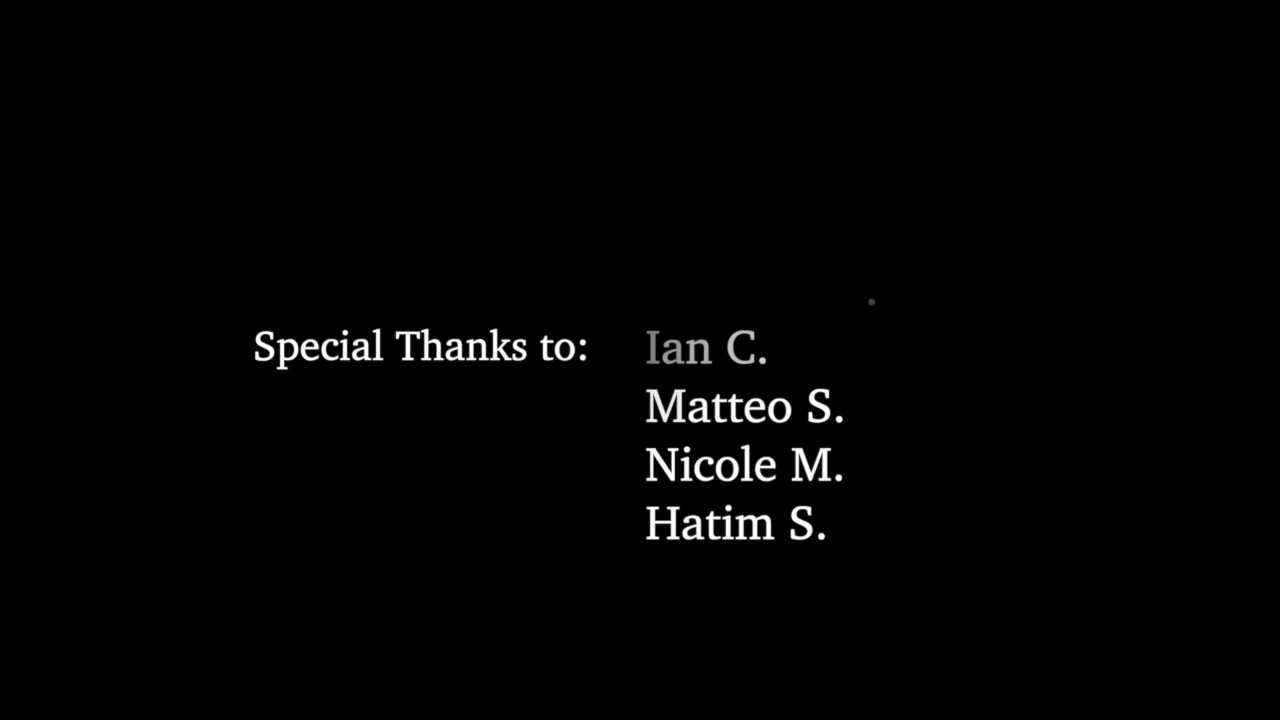 Special Thanks to: Ian C.
Matteo S.
Nicole M.
Hatim S.